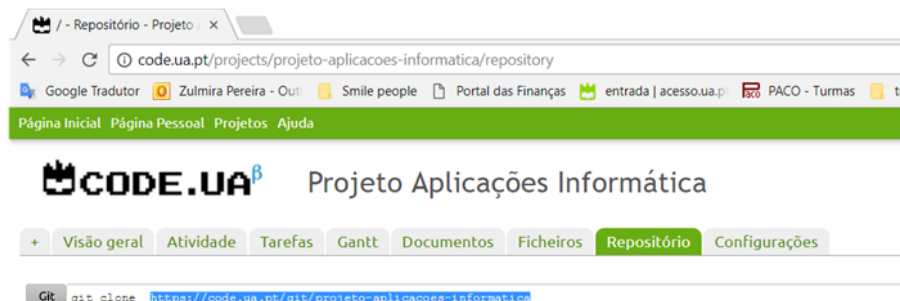 / - Repositório - Projeto
code.ua.pt/projects/projeto-aplicacoes-informatica/repository
Google Tradutor Zulmira Pereira - Out Smile people Portal das Finanças entrada | acesso.ua.p PACO - Turmas t
Página Inicial Página Pessoal Projetos Ajuda
CODE.UAβ Projeto Aplicações Informática
+ Visão geral Atividade Tarefas Gantt Documentos Ficheiros Repositório Configurações
Git git clone https://code.ua.pt/git/projeto-aplicacoes-informatica